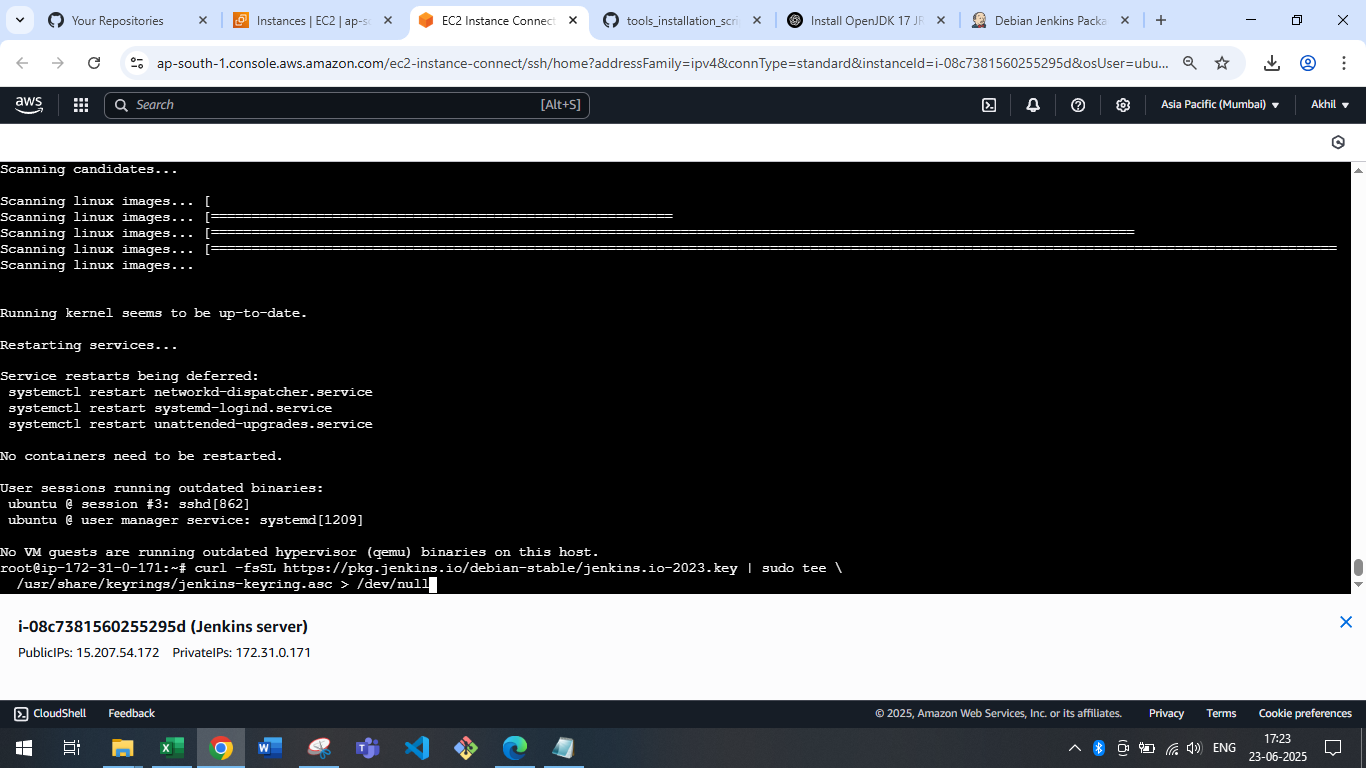 Your Repositories
Instances | EC2 | ap-s
EC2 Instance Connect
tools_installation_scri
Install OpenJDK 17 JR
Debian Jenkins Packa
ap-south-1.console.aws.amazon.com/ec2-instance-connect/ssh/home?addressFamily=ipv4&connType=standard&instanceId=i-08c7381560255295d&osUser=ubu...
aws
Search
[Alt+S]
Asia Pacific (Mumbai)
Akhil
Scanning candidates...
Scanning linux images... [
Scanning linux images... [=========================================================
Scanning linux images... [==================================================================================================================
Scanning linux images... [===========================================================================================================================================
Scanning linux images...
Running kernel seems to be up-to-date.
Restarting services...
Service restarts being deferred:
systemctl restart networkd-dispatcher.service
systemctl restart systemd-logind.service
systemctl restart unattended-upgrades.service
No containers need to be restarted.
User sessions running outdated binaries:
ubuntu @ session #3: sshd[862]
ubuntu @ user manager service: systemd[1209]
No VM guests are running outdated hypervisor (qemu) binaries on this host.
root@ip-172-31-0-171:~# curl -fsSL https://pkg.jenkins.io/debian-stable/jenkins.io-2023.key | sudo tee \
/usr/share/keyrings/jenkins-keyring.asc > /dev/null
i-08c7381560255295d (Jenkins server)
PublicIPs: 15.207.54.172 PrivateIPs: 172.31.0.171
CloudShell
Feedback
© 2025, Amazon Web Services, Inc. or its affiliates.
Privacy
Terms
Cookie preferences
ENG
17:23
23-06-2025